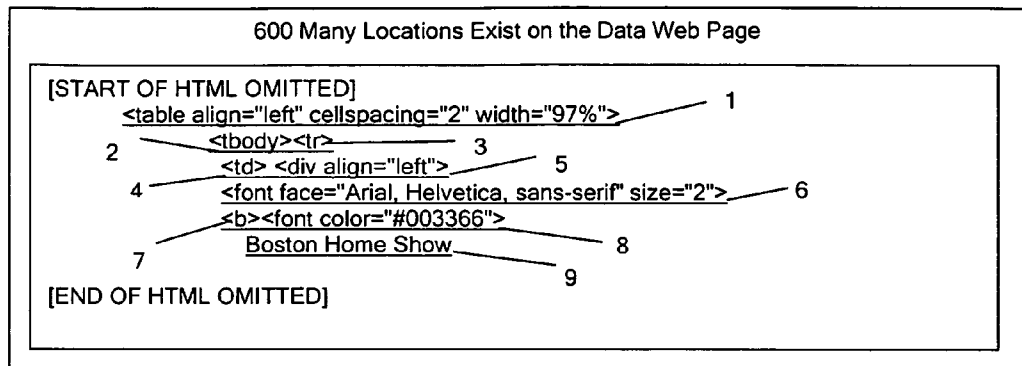 600 Many Locations Exist on the Data Web Page
[START OF HTML OMITTED]
<table align="left" cellspacing="2" width="97%"> 1
2 <tbody><tr> 3
4 <td> <div align="left"> 5
<font face="Arial, Helvetica, sans-serif" size="2"> 6
7 <b><font color="#003366"> 8
Boston Home Show 9
[END OF HTML OMITTED]